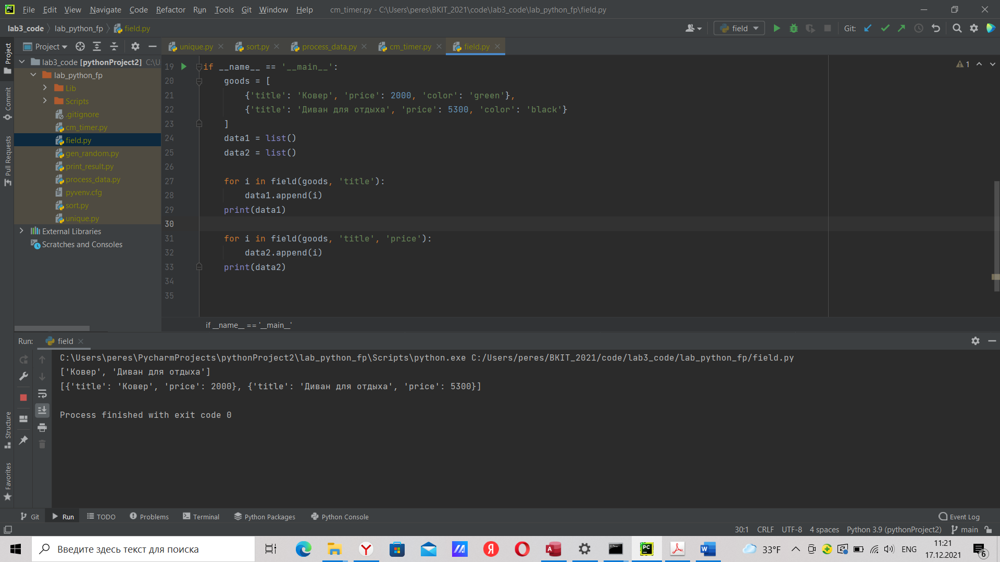 File Edit View Navigate Code Refactor Run Tools Git Window Help cm_timer.py - C:\Users\peres\BKIT_2021\code\lab3_code\lab_python_fp\field.py
lab3_code lab_python_fp field.py field Git:
Project unique.py sort.py process_data.py cm_timer.py field.py
Project
Commit
Pull Requests
Structure
Favorites
lab3_code [pythonProject2] C:\U
lab_python_fp
Lib
Scripts
.gitignore
cm_timer.py
field.py
gen_random.py
print_result.py
process_data.py
pyvenv.cfg
sort.py
unique.py
External Libraries
Scratches and Consoles
1
19 if __name__ == '__main__':
20 goods = [
21 {'title': 'Ковер', 'price': 2000, 'color': 'green'},
22 {'title': 'Диван для отдыха', 'price': 5300, 'color': 'black'}
23 ]
24 data1 = list()
25 data2 = list()
26
27 for i in field(goods, 'title'):
28 data1.append(i)
29 print(data1)
30
31 for i in field(goods, 'title', 'price'):
32 data2.append(i)
33 print(data2)
34
35
if __name__ == '__main__'
Run: field
C:\Users\peres\PycharmProjects\pythonProject2\lab_python_fp\Scripts\python.exe C:/Users/peres/BKIT_2021/code/lab3_code/lab_python_fp/field.py
['Ковер', 'Диван для отдыха']
[{'title': 'Ковер', 'price': 2000}, {'title': 'Диван для отдыха', 'price': 5300}]
Process finished with exit code 0
Git Run TODO Problems Terminal Python Packages Python Console Event Log
30:1 CRLF UTF-8 4 spaces Python 3.9 (pythonProject2) main
Введите здесь текст для поиска 33°F ENG 11:21
17.12.2021 6